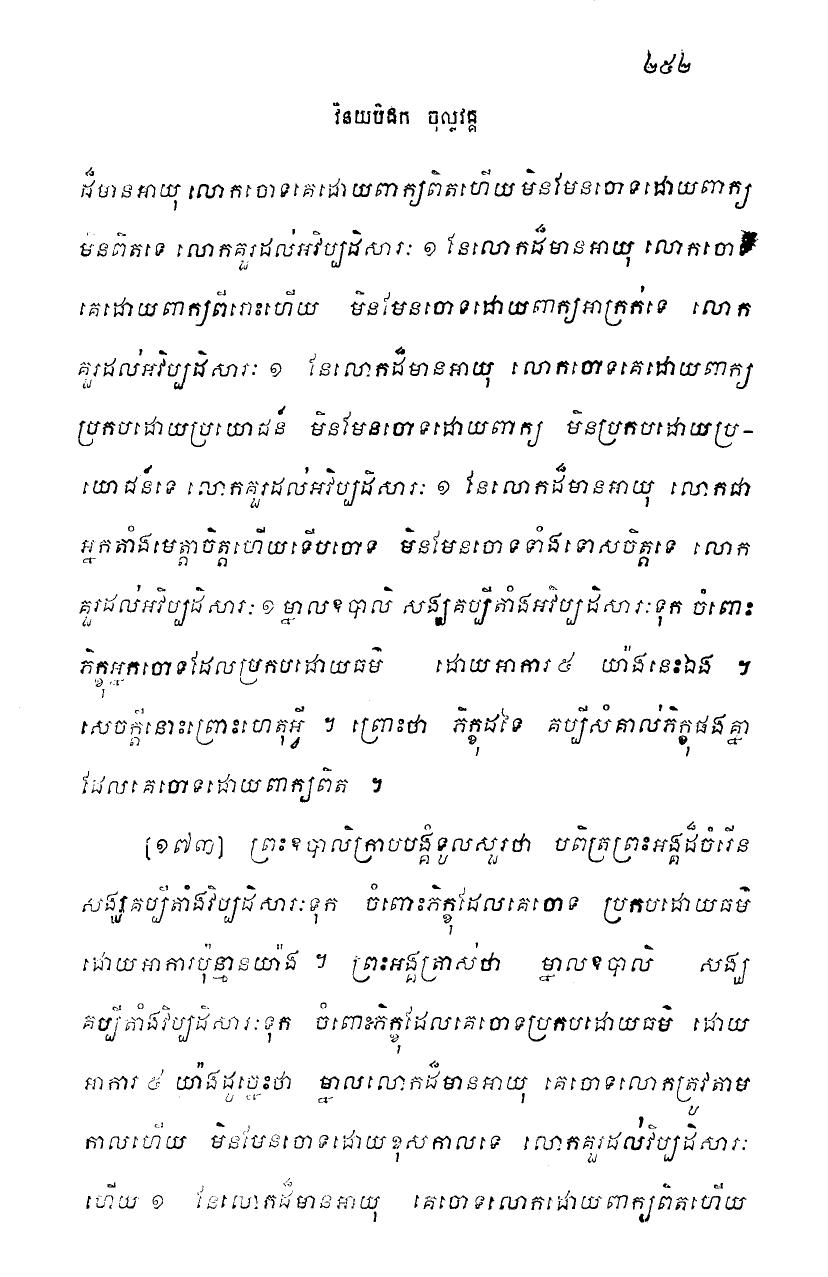 ២៥២
វិនយបិដក ចុល្លវគ្គ
ដ៏មានអាយុ លោកចោទគេដោយពាក្យពិតហើយ មិនមែនចោទដោយពាក្យ
មិនពិតទេ លោកគួរដល់អវិប្បដិសារៈ ១ នែលោកដ៏មានអាយុ លោកចោទ
គេដោយពាក្យពីរោះហើយ មិនមែនចោទដោយពាក្យអាក្រក់ទេ លោក
គួរដល់អវិប្បដិសារៈ ១ នែលោកដ៏មានអាយុ លោកចោទគេដោយពាក្យ
ប្រកបដោយប្រយោជន៍ មិនមែនចោទដោយពាក្យ មិនប្រកបដោយប្រ-
យោជន៍ទេ លោកគួរដល់អវិប្បដិសារៈ ១ នែលោកដ៏មានអាយុ លោកជា
អ្នកតាំងមេត្តាចិត្តហើយទើបចោទ មិនមែនចោទទាំងទោសចិត្តទេ លោក
គួរដល់អវិប្បដិសារៈ ១ ម្នាលឧបាលិ សង្ឃគប្បីតាំងអវិប្បដិសារៈទុក ចំពោះ
ភិក្ខុអ្នកចោទដែលប្រកបដោយធម៌ ដោយអាការ ៥ យ៉ាងនេះឯង ។
សេចក្តីនោះព្រោះហេតុអ្វី ។ ព្រោះថា ភិក្ខុដទៃ គប្បីសំគាល់ភិក្ខុផងគ្នា
ដែលគេចោទដោយពាក្យពិត ។
[១៧៣] ព្រះឧបាលិក្រាបបង្គំទូលសួរថា បពិត្រព្រះអង្គដ៏ចំរើន
សង្ឃគប្បីតាំងវិប្បដិសារៈទុក ចំពោះភិក្ខុដែលគេចោទ ប្រកបដោយធម៌
ដោយអាការប៉ុន្មានយ៉ាង ។ ព្រះអង្គត្រាស់ថា ម្នាលឧបាលិ សង្ឃ
គប្បីតាំងវិប្បដិសារៈទុក ចំពោះភិក្ខុដែលគេចោទប្រកបដោយធម៌ ដោយ
អាការ ៥ យ៉ាងដូច្នេះថា ម្នាលលោកដ៏មានអាយុ គេចោទលោកត្រូវតាម
កាលហើយ មិនមែនចោទដោយខុសកាលទេ លោកគួរដល់វិប្បដិសារៈ
ហើយ ១ នែលោកដ៏មានអាយុ គេចោទលោកដោយពាក្យពិតហើយ